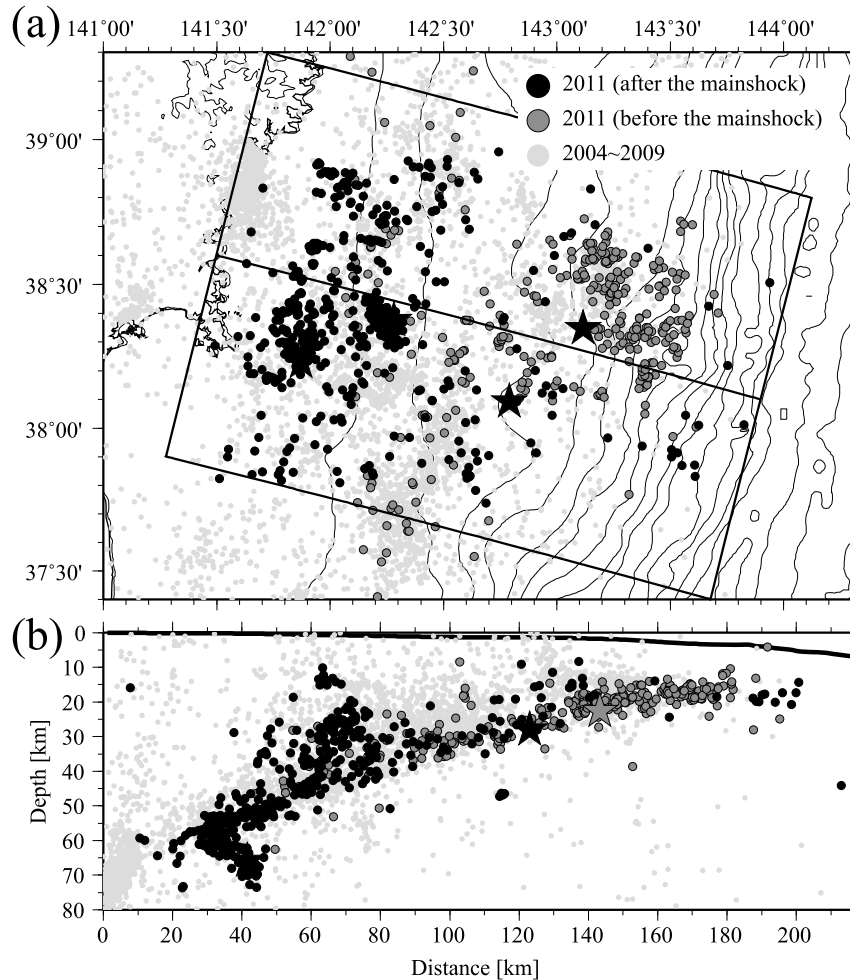 (a)
141°00' 141°30' 142°00' 142°30' 143°00' 143°30' 144°00'
2011 (after the mainshock)
2011 (before the mainshock)
2004~2009
39°00'
38°30'
38°00'
37°30'
(b)
0
10
20
30
40
50
60
70
80
Depth [km]
0 20 40 60 80 100 120 140 160 180 200
Distance [km]